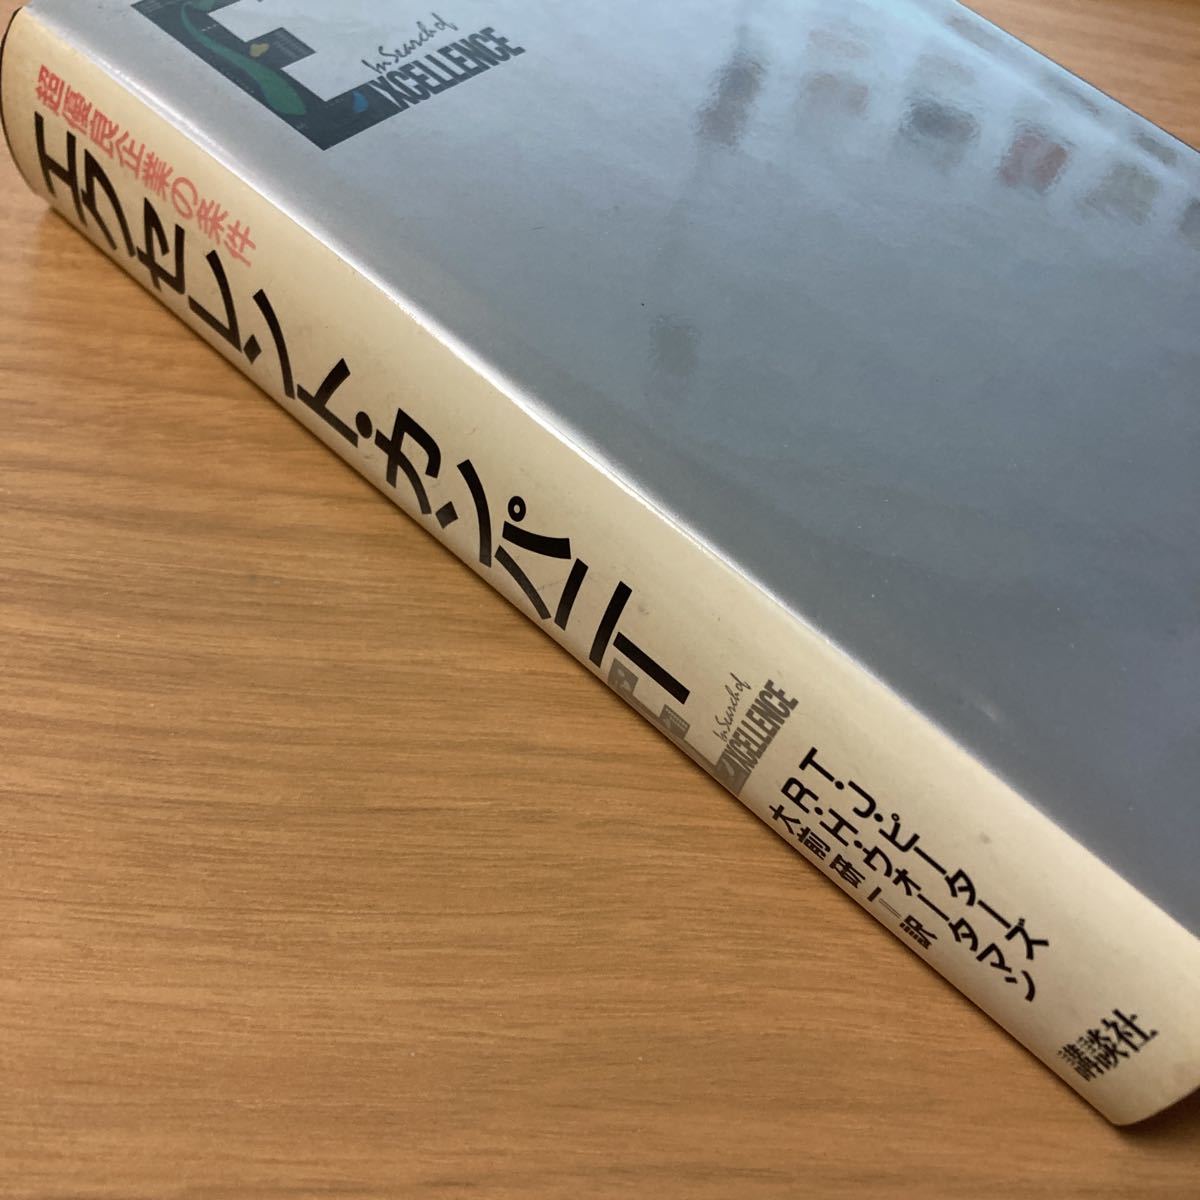 In Search of
EXCELLENCE
超優良企業の条件
エクセレント・カンパニー
In Search of
EXCELLENCE
T・J・ピーターズ
R・H・ウォータマン
大前研一=訳
講談社